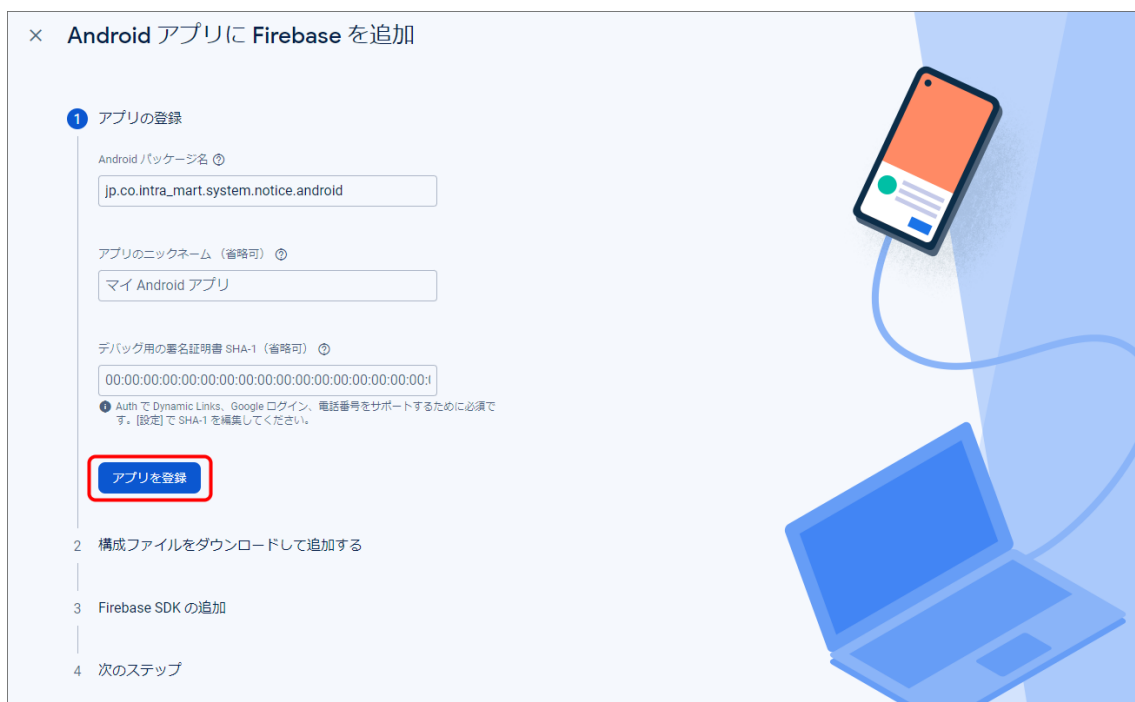 × Android アプリに Firebase を追加
1 アプリの登録
Android パッケージ名
jp.co.intra_mart.system.notice.android
アプリのニックネーム（省略可）
マイ Android アプリ
デバッグ用の署名証明書 SHA-1（省略可）
00:00:00:00:00:00:00:00:00:00:00:00:00:00:00:00:00:00:
Auth で Dynamic Links、Google ログイン、電話番号をサポートするために必須で
す。[設定] で SHA-1 を編集してください。
アプリを登録
2 構成ファイルをダウンロードして追加する
3 Firebase SDK の追加
4 次のステップ